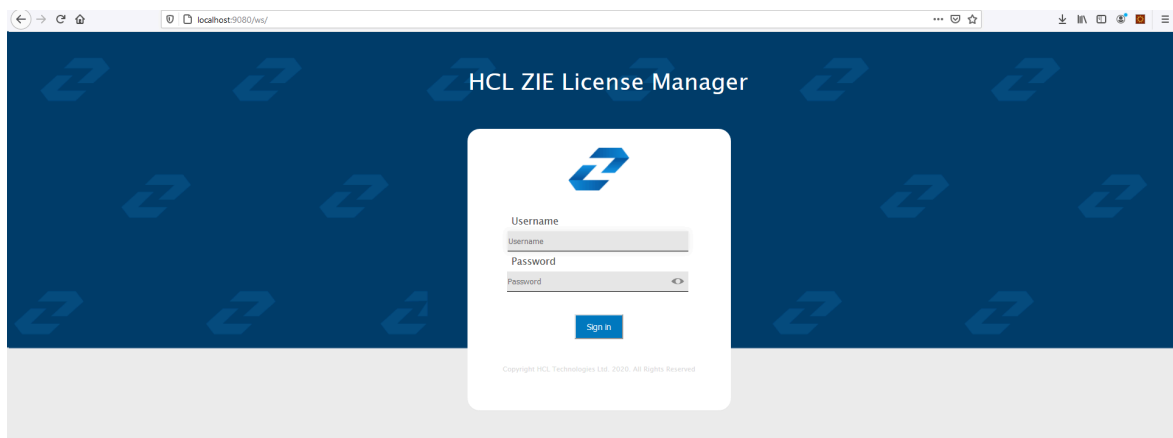 localhost:9080/ws/
HCL ZIE License Manager
Username
Username
Password
Password
Sign in
Copyright HCL Technologies Ltd. 2020. All Rights Reserved.